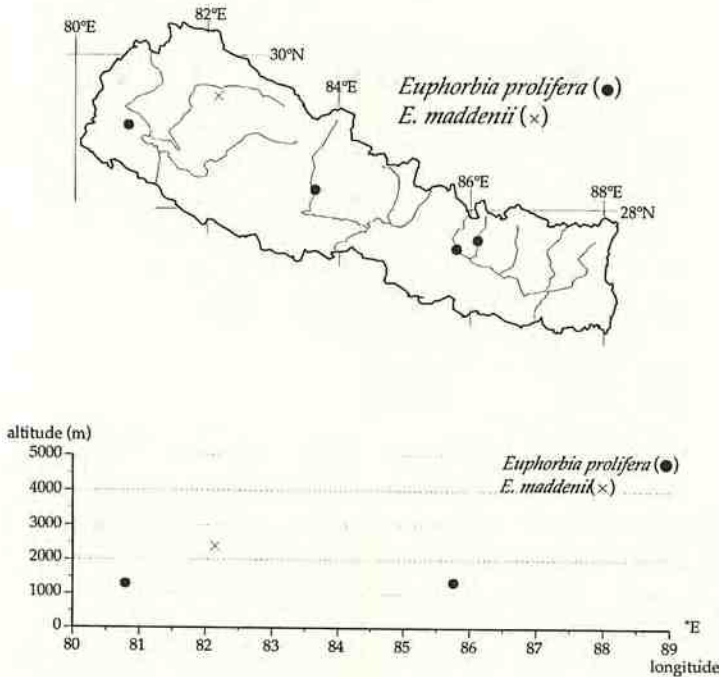 80°E
82°E
30°N
84°E
Euphorbia prolifera (●)
E. maddenii (×)
86°E
88°E
28°N
altitude (m)
5000
4000
3000
2000
1000
0
Euphorbia prolifera (●)
E. maddenii (×)
80 81 82 83 84 85 86 87 88 89
°E
longitude